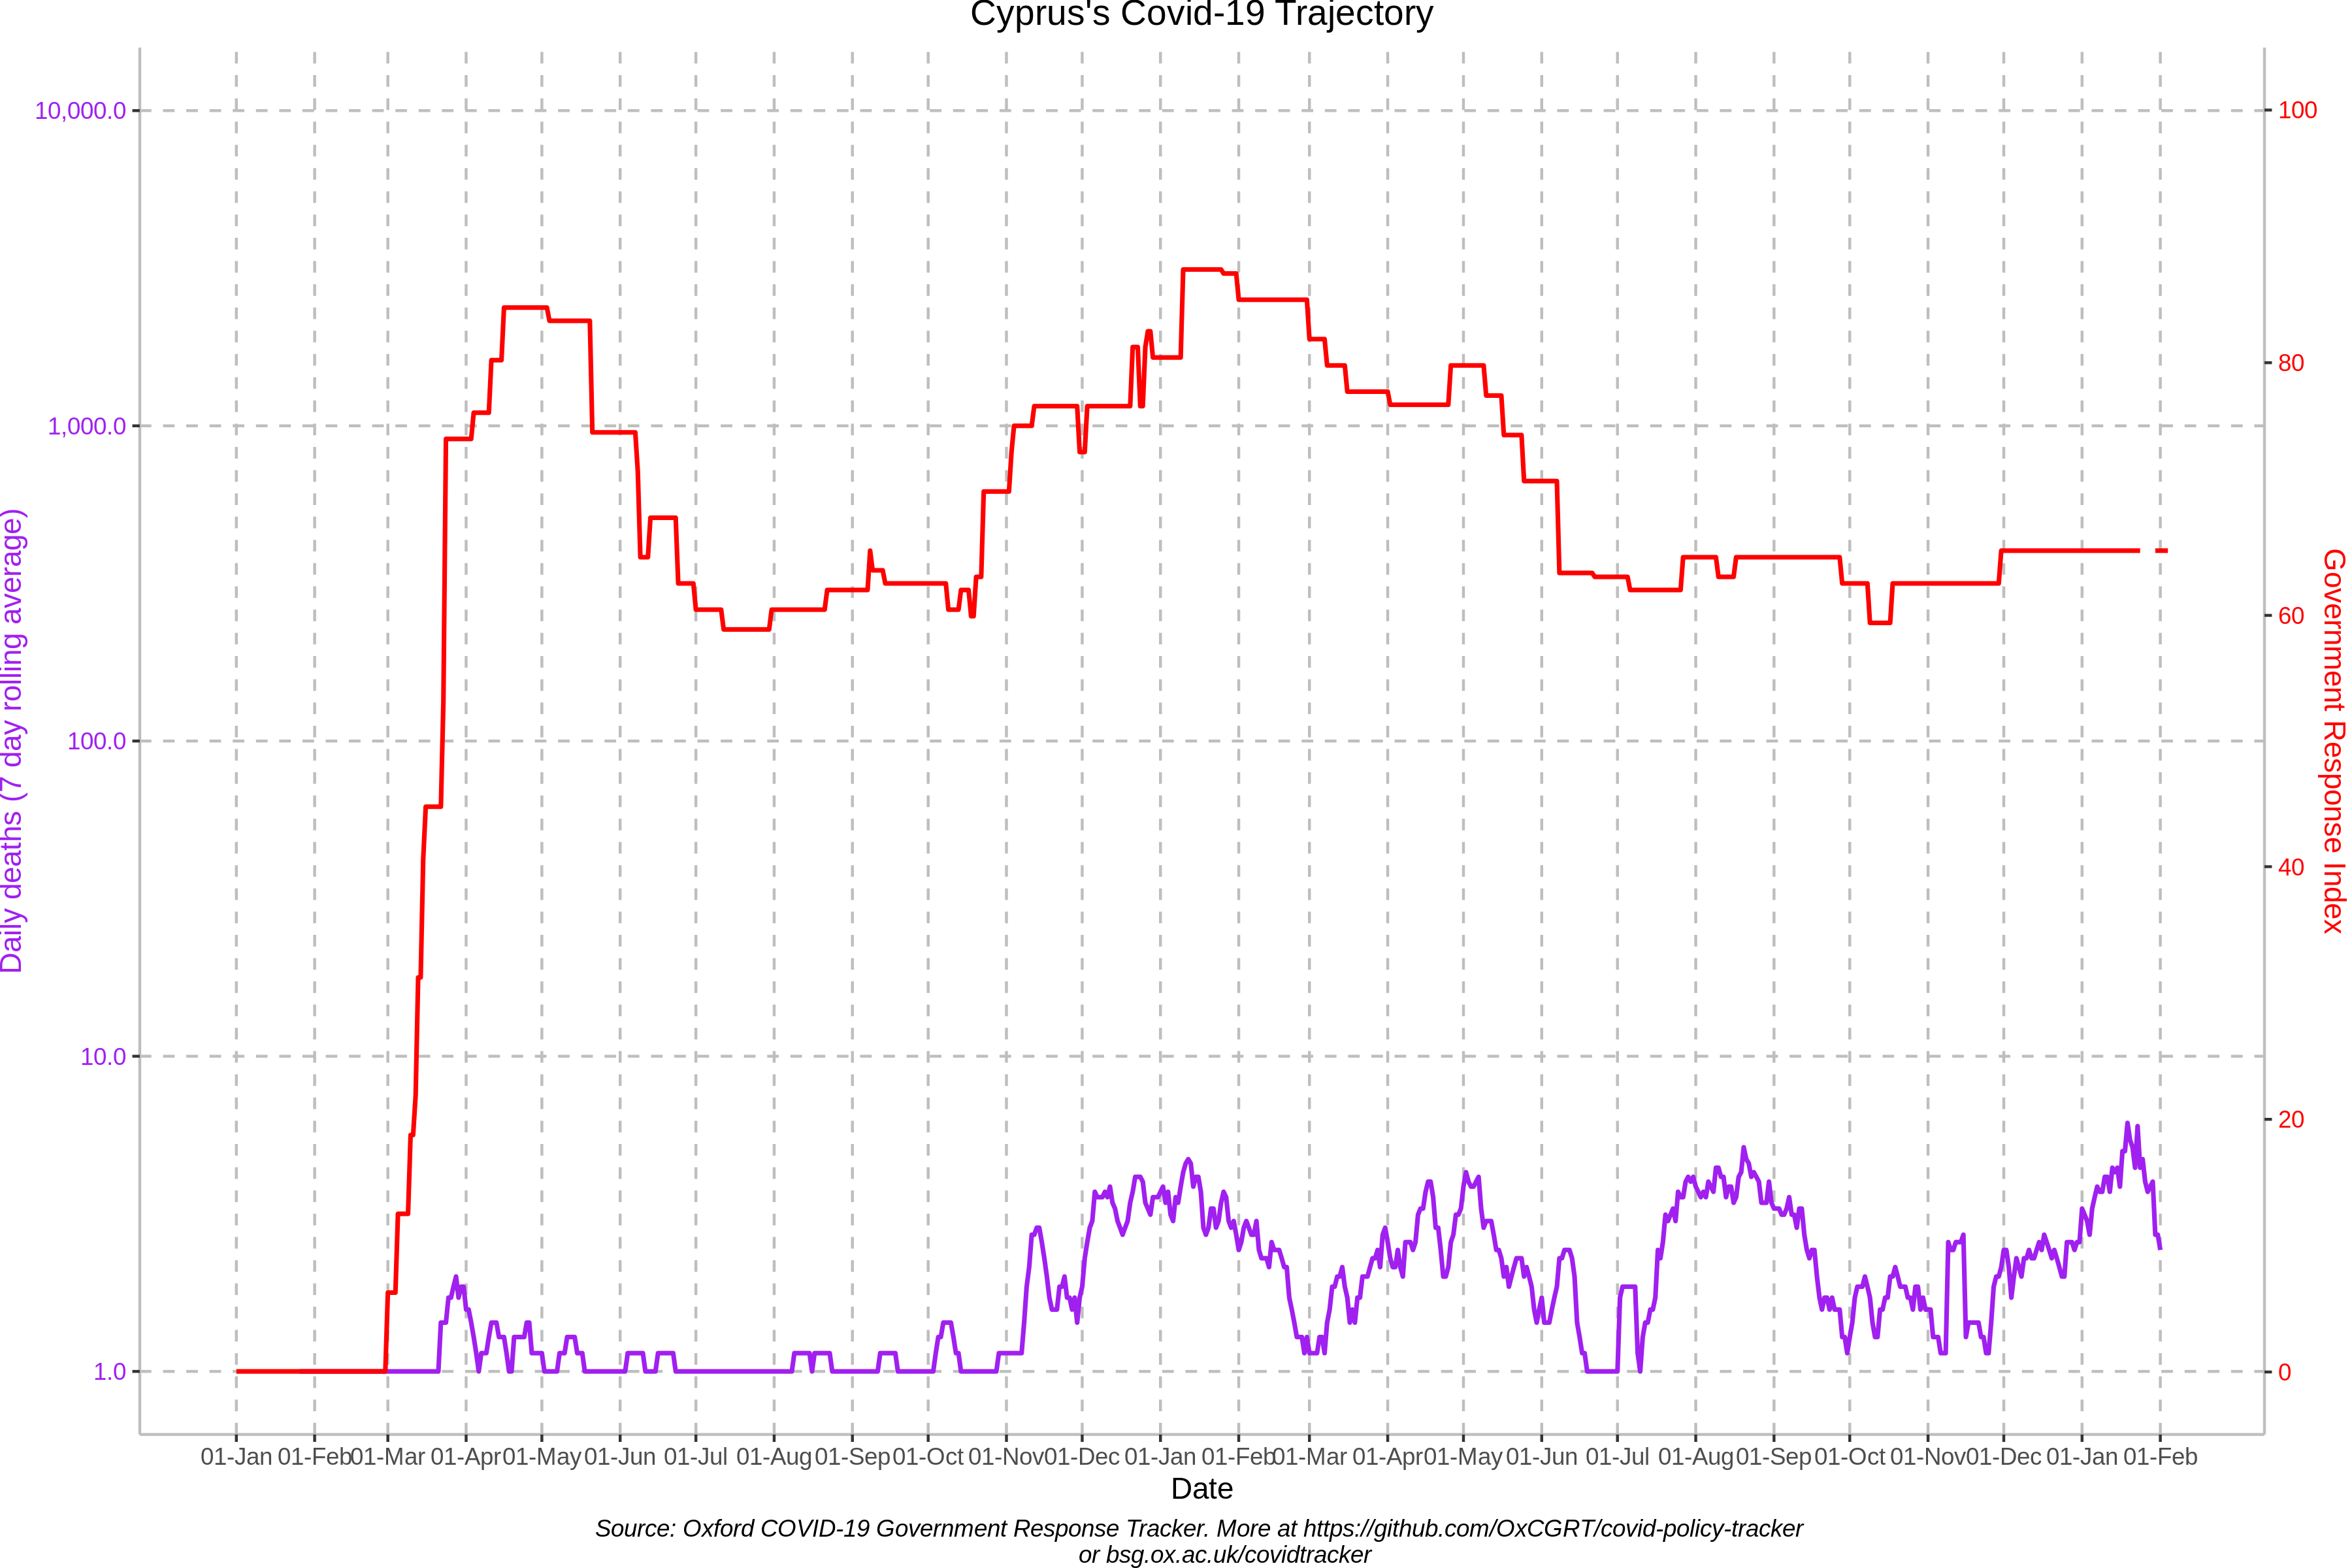 Cyprus's Covid-19 Trajectory
10,000.0
1,000.0
100.0
10.0
1.0
Daily deaths (7 day rolling average)
100
80
60
40
20
0
Government Response Index
01-Jan 01-Feb 01-Mar 01-Apr 01-May 01-Jun 01-Jul 01-Aug 01-Sep 01-Oct 01-Nov 01-Dec 01-Jan 01-Feb 01-Mar 01-Apr 01-May 01-Jun 01-Jul 01-Aug 01-Sep 01-Oct 01-Nov 01-Dec 01-Jan 01-Feb
Date
Source: Oxford COVID-19 Government Response Tracker. More at https://github.com/OxCGRT/covid-policy-tracker
or bsg.ox.ac.uk/covidtracker